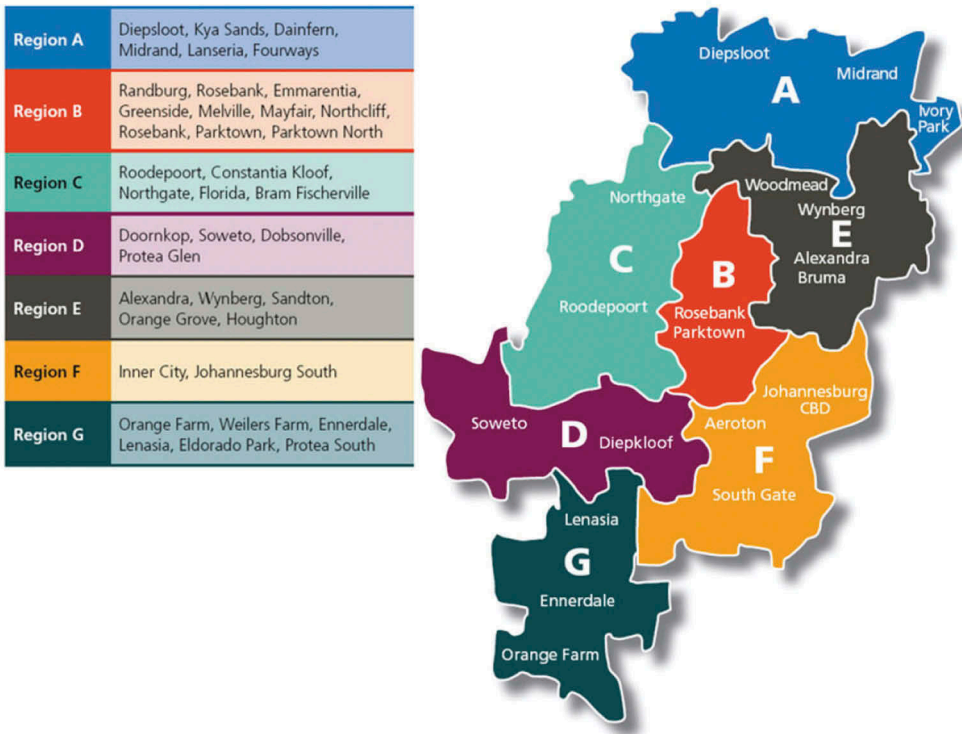 Region A
Diepsloot, Kya Sands, Dainfern,
Midrand, Lanseria, Fourways
Region B
Randburg, Rosebank, Emmarentia,
Greenside, Melville, Mayfair, Northcliff,
Rosebank, Parktown, Parktown North
Region C
Roodepoort, Constantia Kloof,
Northgate, Florida, Bram Fischerville
Region D
Doornkop, Soweto, Dobsonville,
Protea Glen
Region E
Alexandra, Wynberg, Sandton,
Orange Grove, Houghton
Region F
Inner City, Johannesburg South
Region G
Orange Farm, Weilers Farm, Ennerdale,
Lenasia, Eldorado Park, Protea South
Diepsloot
Midrand
A
Ivory
Park
Woodmead
Northgate
Wynberg
E
C
B
Alexandra
Bruma
Roodepoort
Rosebank
Parktown
Johannesburg
CBD
Soweto
D
Diepkloof
Aeroton
F
South Gate
Lenasia
G
Ennerdale
Orange Farm